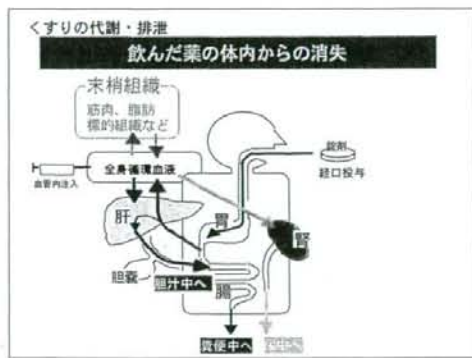 くすりの代謝・排泄
飲んだ薬の体内からの消失
末梢組織
筋肉、脂肪
標的組織など
全身循環血液
血管内注入
錠剤
経口投与
肝
胃
腎
胆嚢
胆汁中へ
腸
糞便中へ
中へ